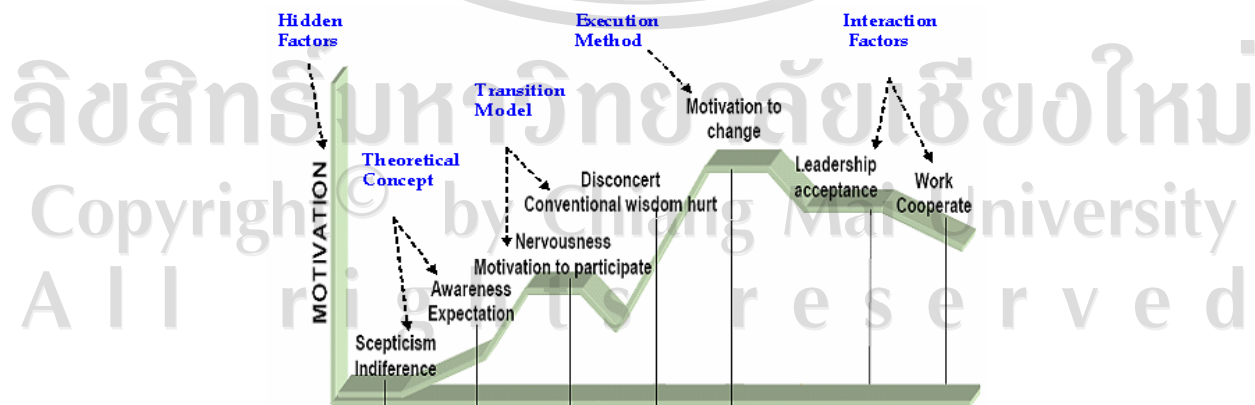 Hidden
Factors
Execution
Method
Interaction
Factors
Transition
Model
Theoretical
Concept
MOTIVATION
Scepticism
Indiference
Awareness
Expectation
Nervousness
Motivation to participate
Disconcert
Conventional wisdom hurt
Motivation to
change
Leadership
acceptance
Work
Cooperate
ลิขสิทธิ์มหาวิทยาลัยเชียงใหม่
Copyright © by Chiang Mai University
All rights reserved